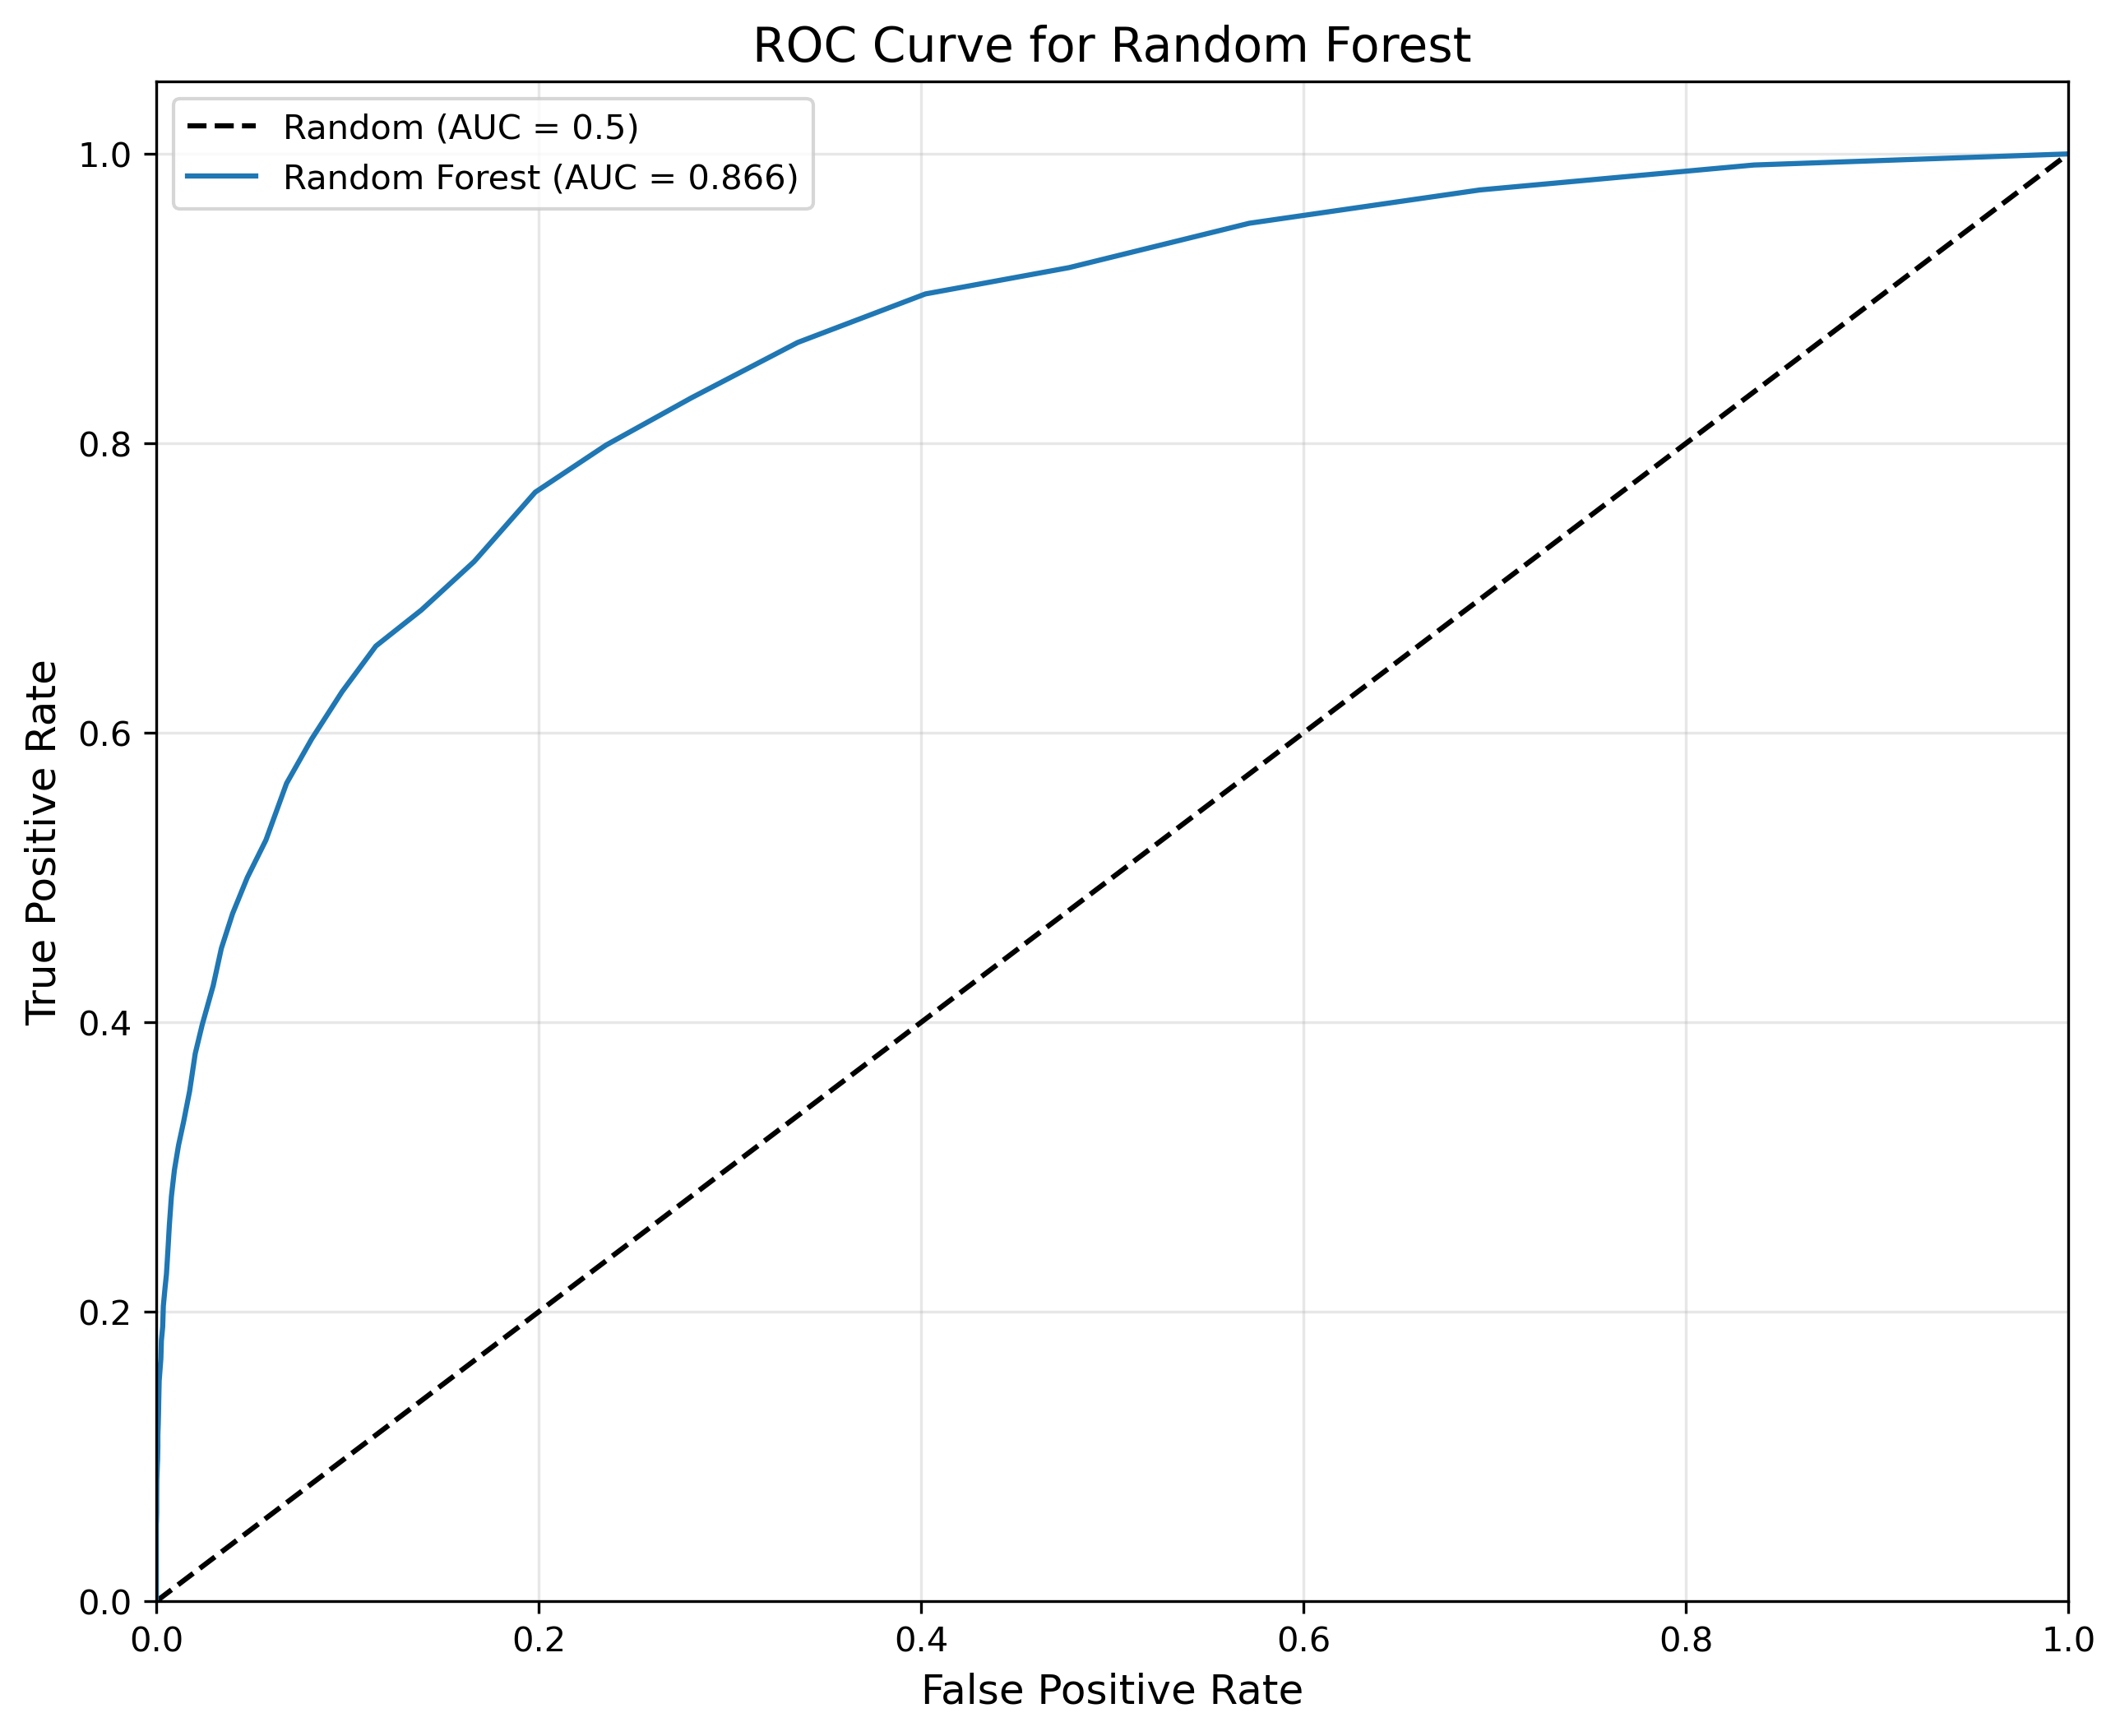 ROC Curve for Random Forest
Random (AUC = 0.5)
Random Forest (AUC = 0.866)
1.0
0.8
0.6
0.4
0.2
0.0
True Positive Rate
0.0 0.2 0.4 0.6 0.8 1.0
False Positive Rate